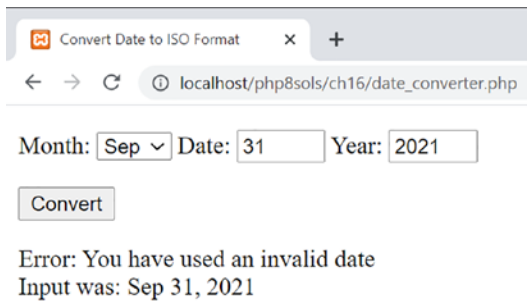 Convert Date to ISO Format
localhost/php8sols/ch16/date_converter.php
Month: Sep Date: 31 Year: 2021
Convert
Error: You have used an invalid date
Input was: Sep 31, 2021